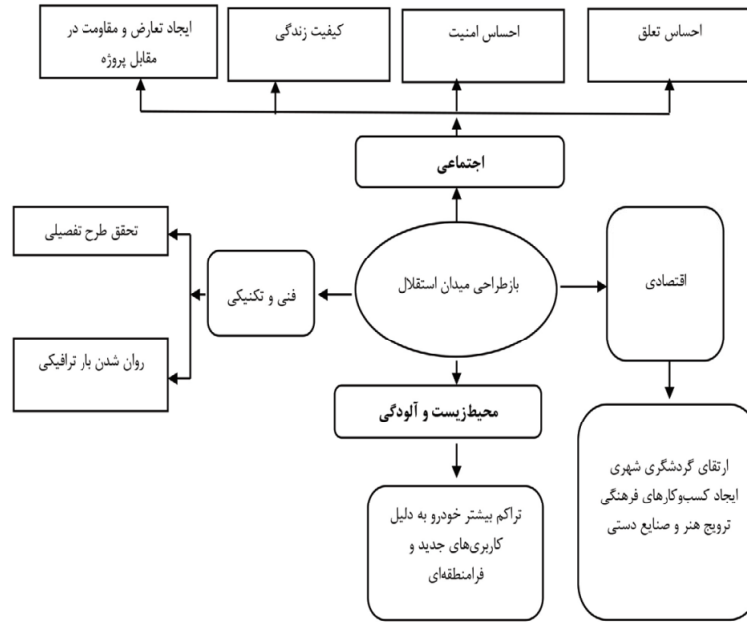 احساس تعلق
احساس امنیت
کیفیت زندگی
ایجاد تعارض و مقاومت در
مقابل پروژه
اجتماعی
اقتصادی
بازطراحی میدان استقلال
فنی و تکنیکی
تحقق طرح تفصیلی
روان شدن بار ترافیکی
محیط‌زیست و آلودگی
ارتقای گردشگری شهری
ایجاد کسب‌وکارهای فرهنگی
ترویج هنر و صنایع دستی
تراکم بیشتر خودرو به دلیل
کاربری‌های جدید و
فرامنطقه‌ای